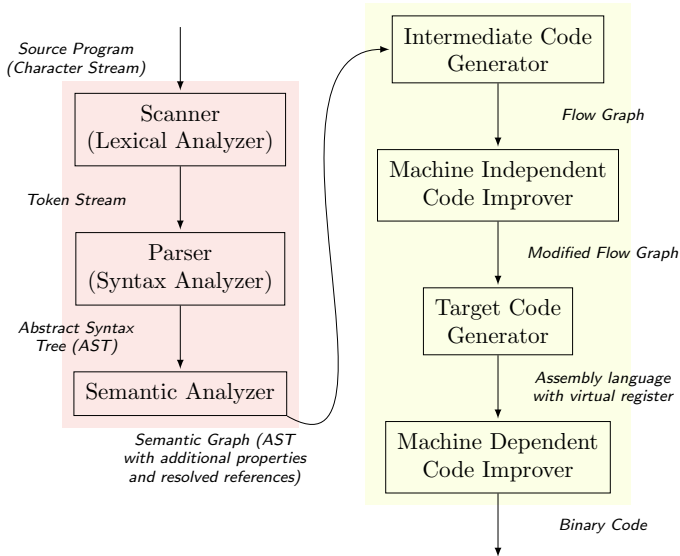 Source Program
(Character Stream)
Scanner
(Lexical Analyzer)
Token Stream
Parser
(Syntax Analyzer)
Abstract Syntax
Tree (AST)
Semantic Analyzer
Semantic Graph (AST
with additional properties
and resolved references)
Intermediate Code
Generator
Flow Graph
Machine Independent
Code Improver
Modified Flow Graph
Target Code
Generator
Assembly language
with virtual register
Machine Dependent
Code Improver
Binary Code